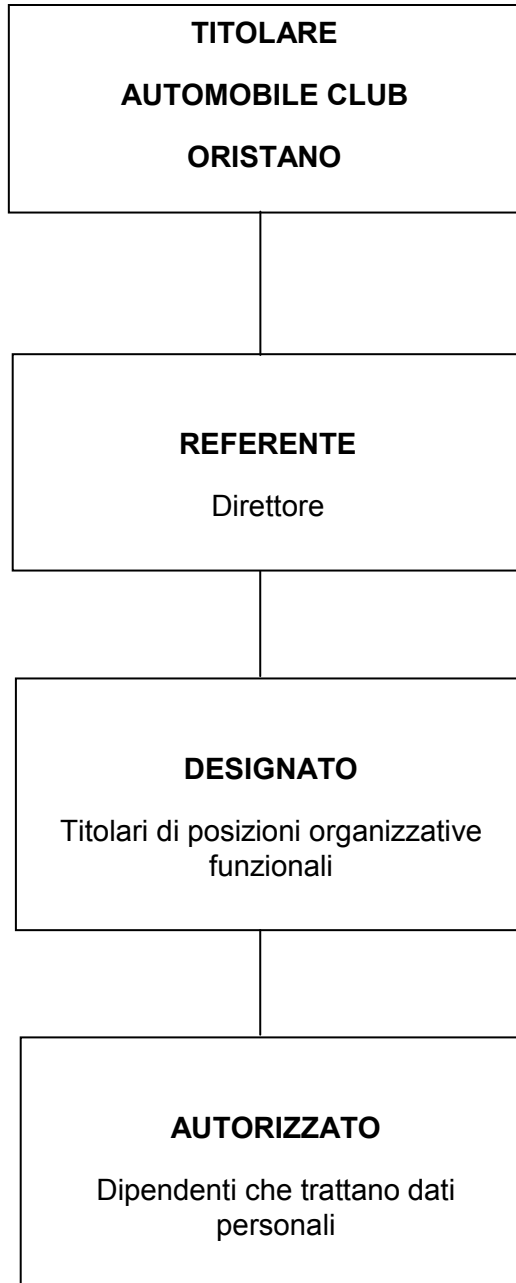 TITOLARE
AUTOMOBILE CLUB
ORISTANO
REFERENTE
Direttore
DESIGNATO
Titolari di posizioni organizzative
funzionali
AUTORIZZATO
Dipendenti che trattano dati
personali